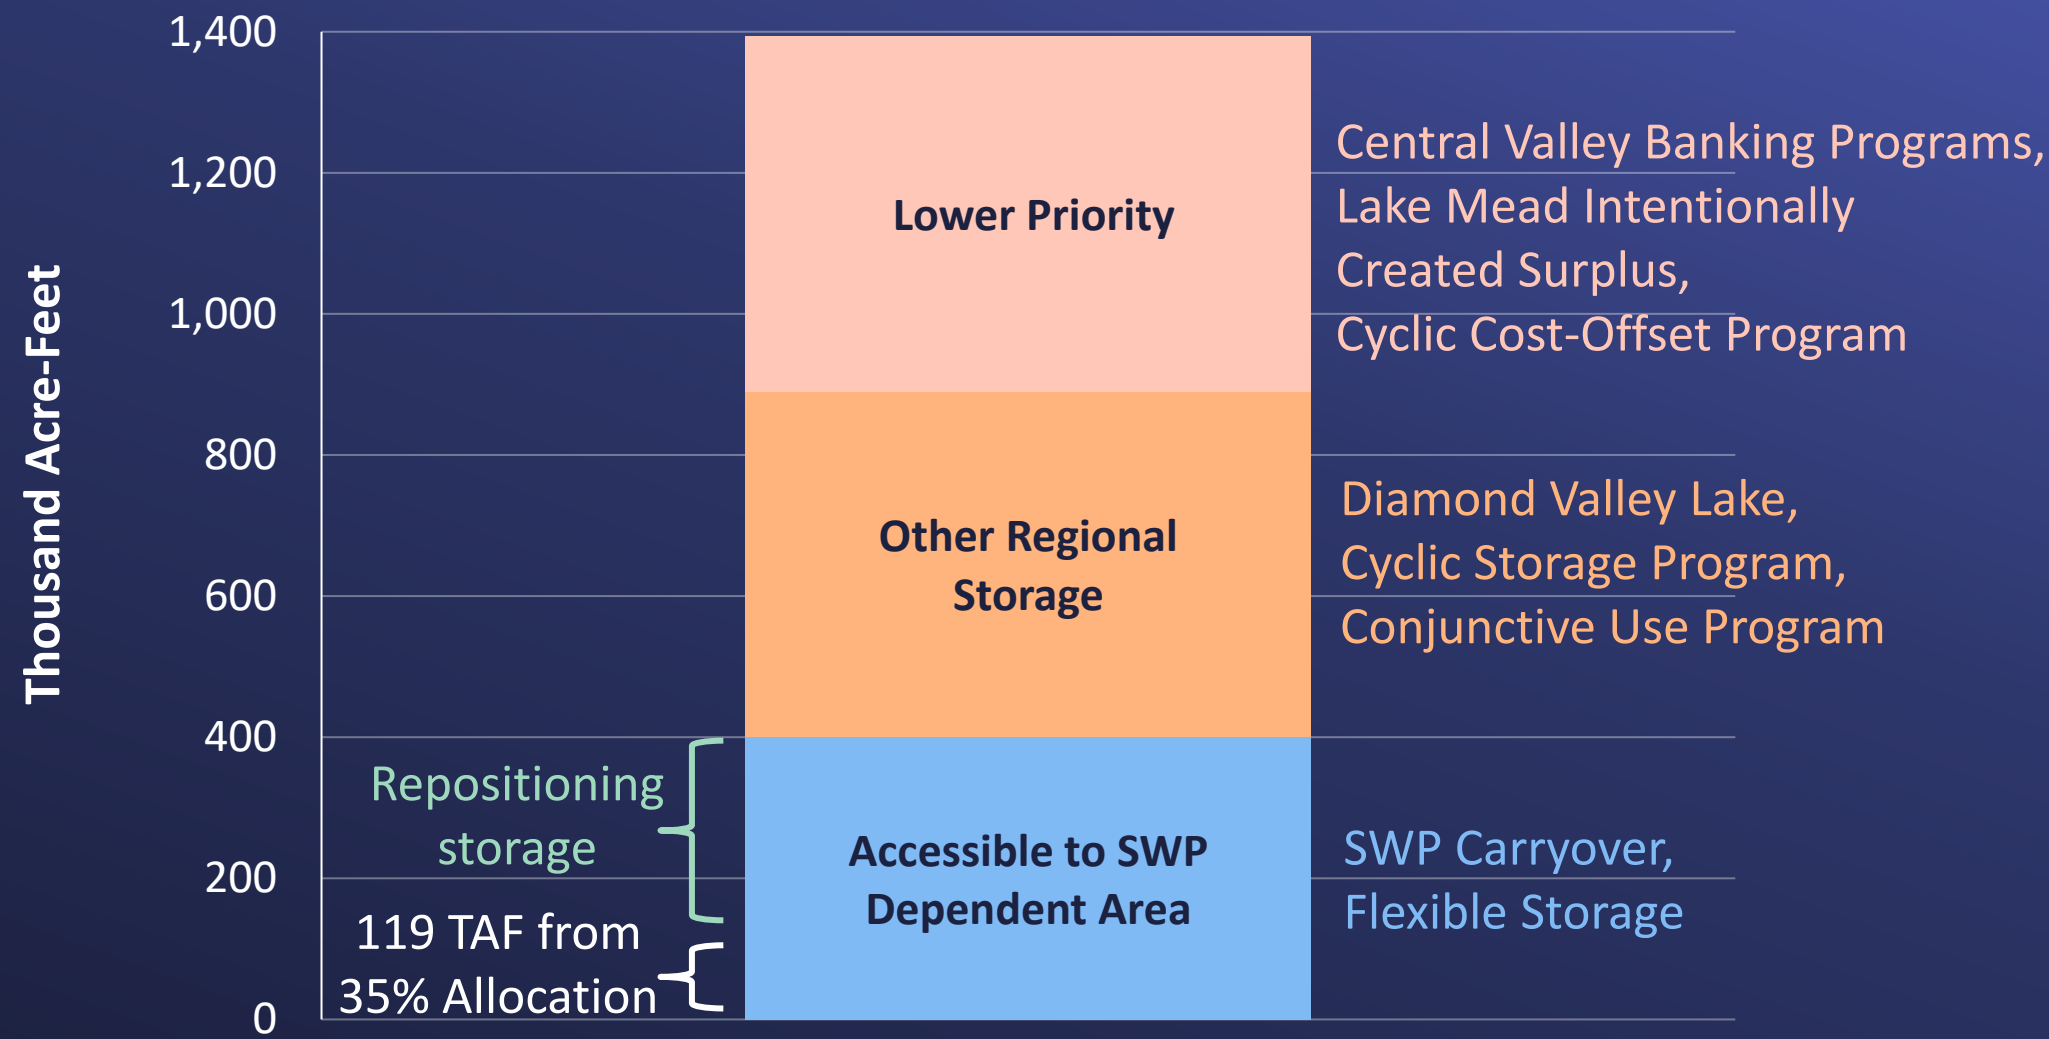 Thousand Acre-Feet
1,400
1,200
1,000
800
600
400
200
0
Lower Priority
Central Valley Banking Programs,
Lake Mead Intentionally
Created Surplus,
Cyclic Cost-Offset Program
Other Regional
Storage
Diamond Valley Lake,
Cyclic Storage Program,
Conjunctive Use Program
Repositioning
storage
119 TAF from
35% Allocation
Accessible to SWP
Dependent Area
SWP Carryover,
Flexible Storage